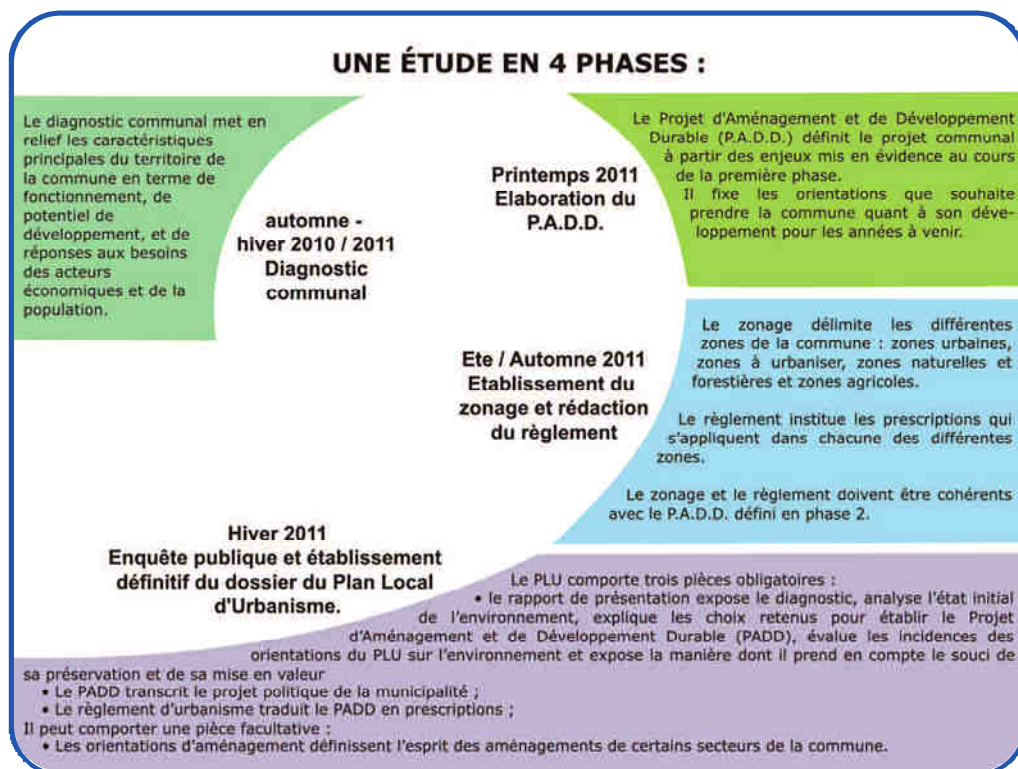 UNE ÉTUDE EN 4 PHASES :
Le diagnostic communal met en
relief les caractéristiques
principales du territoire de
la commune en terme de
fonctionnement, de
potentiel de
développement, et de
réponses aux besoins
des acteurs
économiques et de la
population.
automne -
hiver 2010 / 2011
Diagnostic
communal
Printemps 2011
Elaboration du
P.A.D.D.
Le Projet d'Aménagement et de Développement
Durable (P.A.D.D.) définit le projet communal
à partir des enjeux mis en évidence au cours
de la première phase.
Il fixe les orientations que souhaite
prendre la commune quant à son déve-
loppement pour les années à venir.
Ete / Automne 2011
Etablissement du
zonage et rédaction
du règlement
Le zonage délimite les différentes
zones de la commune : zones urbaines,
zones à urbaniser, zones naturelles et
forestières et zones agricoles.
Le règlement institue les prescriptions qui
s'appliquent dans chacune des différentes
zones.
Le zonage et le règlement doivent être cohérents
avec le P.A.D.D. défini en phase 2.
Hiver 2011
Enquête publique et établissement
définitif du dossier du Plan Local
d'Urbanisme.
Le PLU comporte trois pièces obligatoires :
• le rapport de présentation expose le diagnostic, analyse l'état initial
de l'environnement, explique les choix retenus pour établir le Projet
d'Aménagement et de Développement Durable (PADD), évalue les incidences des
orientations du PLU sur l'environnement et expose la manière dont il prend en compte le souci de
sa préservation et de sa mise en valeur
• Le PADD transcrit le projet politique de la municipalité ;
• Le règlement d'urbanisme traduit le PADD en prescriptions ;
Il peut comporter une pièce facultative :
• Les orientations d'aménagement définissent l'esprit des aménagements de certains secteurs de la commune.